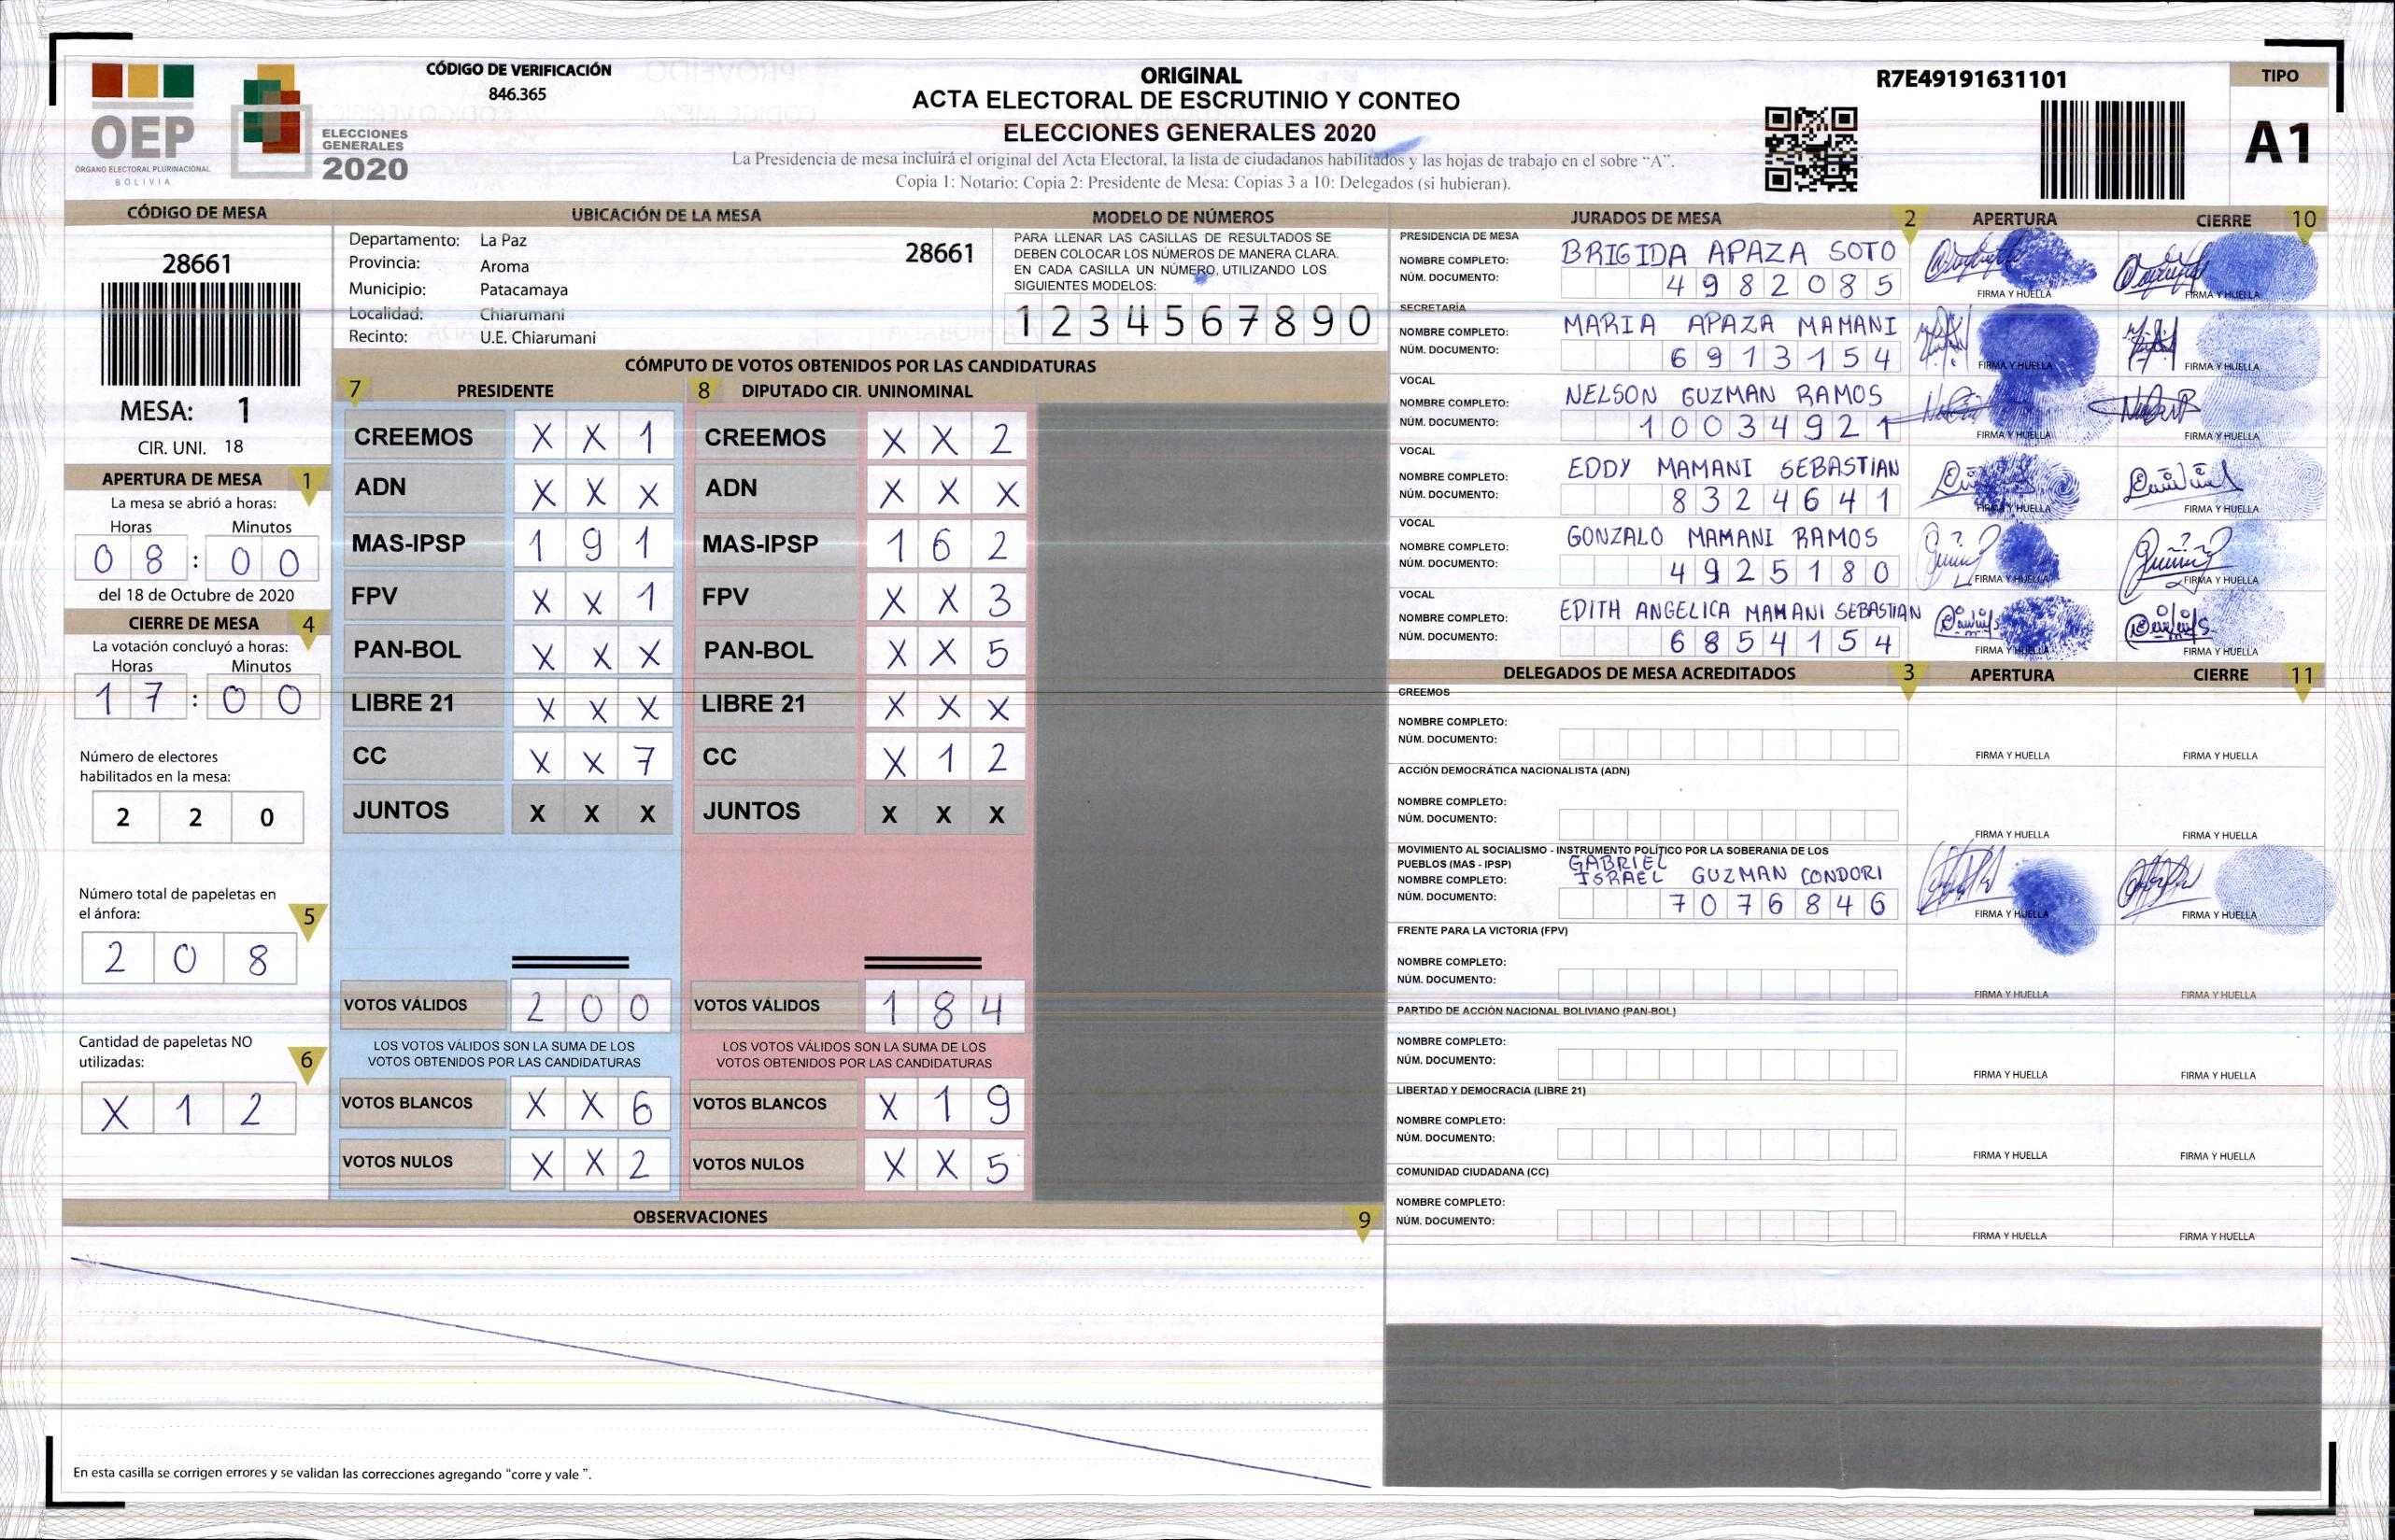 CÓDIGO DE VERIFICACIÓN
846.365
OEP
ÓRGANO ELECTORAL PLURINACIONAL
BOLIVIA
ELECCIONES
GENERALES
2020
ORIGINAL
ACTA ELECTORAL DE ESCRUTINIO Y CONTEO
ELECCIONES GENERALES 2020
La Presidencia de mesa incluirá el original del Acta Electoral, la lista de ciudadanos habilitados y las hojas de trabajo en el sobre “A”.
Copia 1: Notario: Copia 2: Presidente de Mesa: Copias 3 a 10: Delegados (si hubieran).
R7E49191631101
TIPO
A1
CÓDIGO DE MESA
28661
MESA: 1
CIR. UNI. 18
APERTURA DE MESA 1
La mesa se abrió a horas:
Horas Minutos
0 8 : 0 0
del 18 de Octubre de 2020
CIERRE DE MESA 4
La votación concluyó a horas:
Horas Minutos
1 7 : 0 0
Número de electores
habilitados en la mesa:
2 2 0
Número total de papeletas en
el ánfora: 5
2 0 8
Cantidad de papeletas NO
utilizadas: 6
X 1 2
UBICACIÓN DE LA MESA
Departamento: La Paz 28661
Provincia: Aroma
Municipio: Patacamaya
Localidad: Chiarumani
Recinto: U.E. Chiarumani
MODELO DE NÚMEROS
PARA LLENAR LAS CASILLAS DE RESULTADOS SE
DEBEN COLOCAR LOS NÚMEROS DE MANERA CLARA.
EN CADA CASILLA UN NÚMERO, UTILIZANDO LOS
SIGUIENTES MODELOS:
1 2 3 4 5 6 7 8 9 0
CÓMPUTO DE VOTOS OBTENIDOS POR LAS CANDIDATURAS
7 PRESIDENTE 8 DIPUTADO CIR. UNINOMINAL
CREEMOS X X 1 CREEMOS X X 2
ADN X X X ADN X X X
MAS-IPSP 1 9 1 MAS-IPSP 1 6 2
FPV X X 1 FPV X X 3
PAN-BOL X X X PAN-BOL X X 5
LIBRE 21 X X X LIBRE 21 X X X
CC X X 7 CC X 1 2
JUNTOS X X X JUNTOS X X X
VOTOS VÁLIDOS 2 0 0 VOTOS VÁLIDOS 1 8 4
LOS VOTOS VÁLIDOS SON LA SUMA DE LOS LOS VOTOS VÁLIDOS SON LA SUMA DE LOS
VOTOS OBTENIDOS POR LAS CANDIDATURAS VOTOS OBTENIDOS POR LAS CANDIDATURAS
VOTOS BLANCOS X X 6 VOTOS BLANCOS X 1 9
VOTOS NULOS X X 2 VOTOS NULOS X X 5
OBSERVACIONES 9
En esta casilla se corrigen errores y se validan las correcciones agregando “corre y vale ”.
JURADOS DE MESA 2 APERTURA CIERRE 10
PRESIDENCIA DE MESA
NOMBRE COMPLETO: BRIGIDA APAZA SOTO
NÚM. DOCUMENTO: 4 9 8 2 0 8 5
FIRMA Y HUELLA FIRMA Y HUELLA
SECRETARÍA
NOMBRE COMPLETO: MARIA APAZA MAMANI
NÚM. DOCUMENTO: 6 9 1 3 1 5 4
FIRMA Y HUELLA FIRMA Y HUELLA
VOCAL
NOMBRE COMPLETO: NELSON GUZMAN RAMOS
NÚM. DOCUMENTO: 1 0 0 3 4 9 2 1
FIRMA Y HUELLA FIRMA Y HUELLA
VOCAL
NOMBRE COMPLETO: EDDY MAMANI SEBASTIAN
NÚM. DOCUMENTO: 8 3 2 4 6 4 1
FIRMA Y HUELLA FIRMA Y HUELLA
VOCAL
NOMBRE COMPLETO: GONZALO MAMANI RAMOS
NÚM. DOCUMENTO: 4 9 2 5 1 8 0
FIRMA Y HUELLA FIRMA Y HUELLA
VOCAL
NOMBRE COMPLETO: EDITH ANGELICA MAMANI SEBASTIAN
NÚM. DOCUMENTO: 6 8 5 4 1 5 4
FIRMA Y HUELLA FIRMA Y HUELLA
DELEGADOS DE MESA ACREDITADOS 3 APERTURA CIERRE 11
CREEMOS
NOMBRE COMPLETO:
NÚM. DOCUMENTO:
FIRMA Y HUELLA FIRMA Y HUELLA
ACCIÓN DEMOCRÁTICA NACIONALISTA (ADN)
NOMBRE COMPLETO:
NÚM. DOCUMENTO:
FIRMA Y HUELLA FIRMA Y HUELLA
MOVIMIENTO AL SOCIALISMO - INSTRUMENTO POLÍTICO POR LA SOBERANIA DE LOS
PUEBLOS (MAS - IPSP) GABRIEL
NOMBRE COMPLETO: ISRAEL GUZMAN CONDORI
NÚM. DOCUMENTO: 7 0 7 6 8 4 6
FIRMA Y HUELLA FIRMA Y HUELLA
FRENTE PARA LA VICTORIA (FPV)
NOMBRE COMPLETO:
NÚM. DOCUMENTO:
FIRMA Y HUELLA FIRMA Y HUELLA
PARTIDO DE ACCIÓN NACIONAL BOLIVIANO (PAN-BOL)
NOMBRE COMPLETO:
NÚM. DOCUMENTO:
FIRMA Y HUELLA FIRMA Y HUELLA
LIBERTAD Y DEMOCRACIA (LIBRE 21)
NOMBRE COMPLETO:
NÚM. DOCUMENTO:
FIRMA Y HUELLA FIRMA Y HUELLA
COMUNIDAD CIUDADANA (CC)
NOMBRE COMPLETO:
NÚM. DOCUMENTO:
FIRMA Y HUELLA FIRMA Y HUELLA